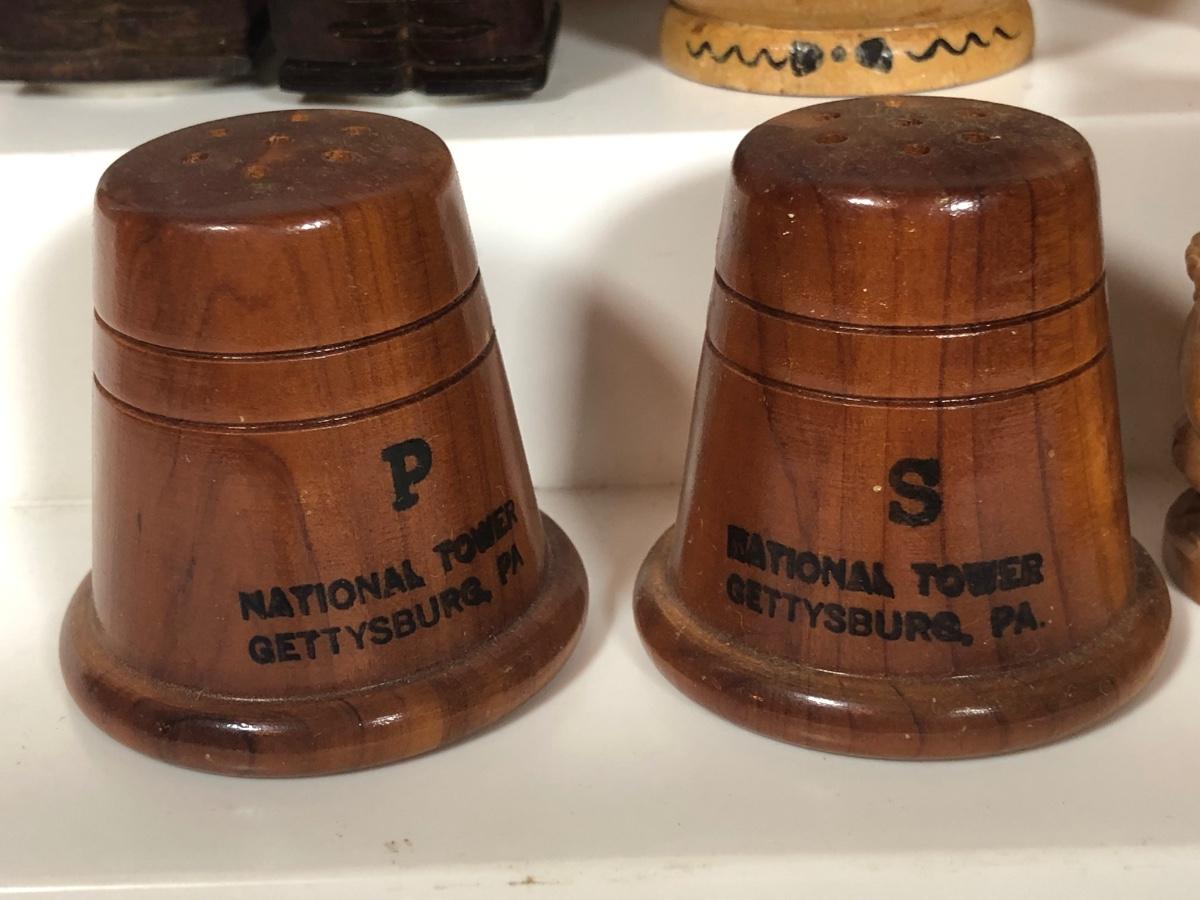 P
NATIONAL TOWER
GETTYSBURG, PA
S
NATIONAL TOWER
GETTYSBURG, PA.